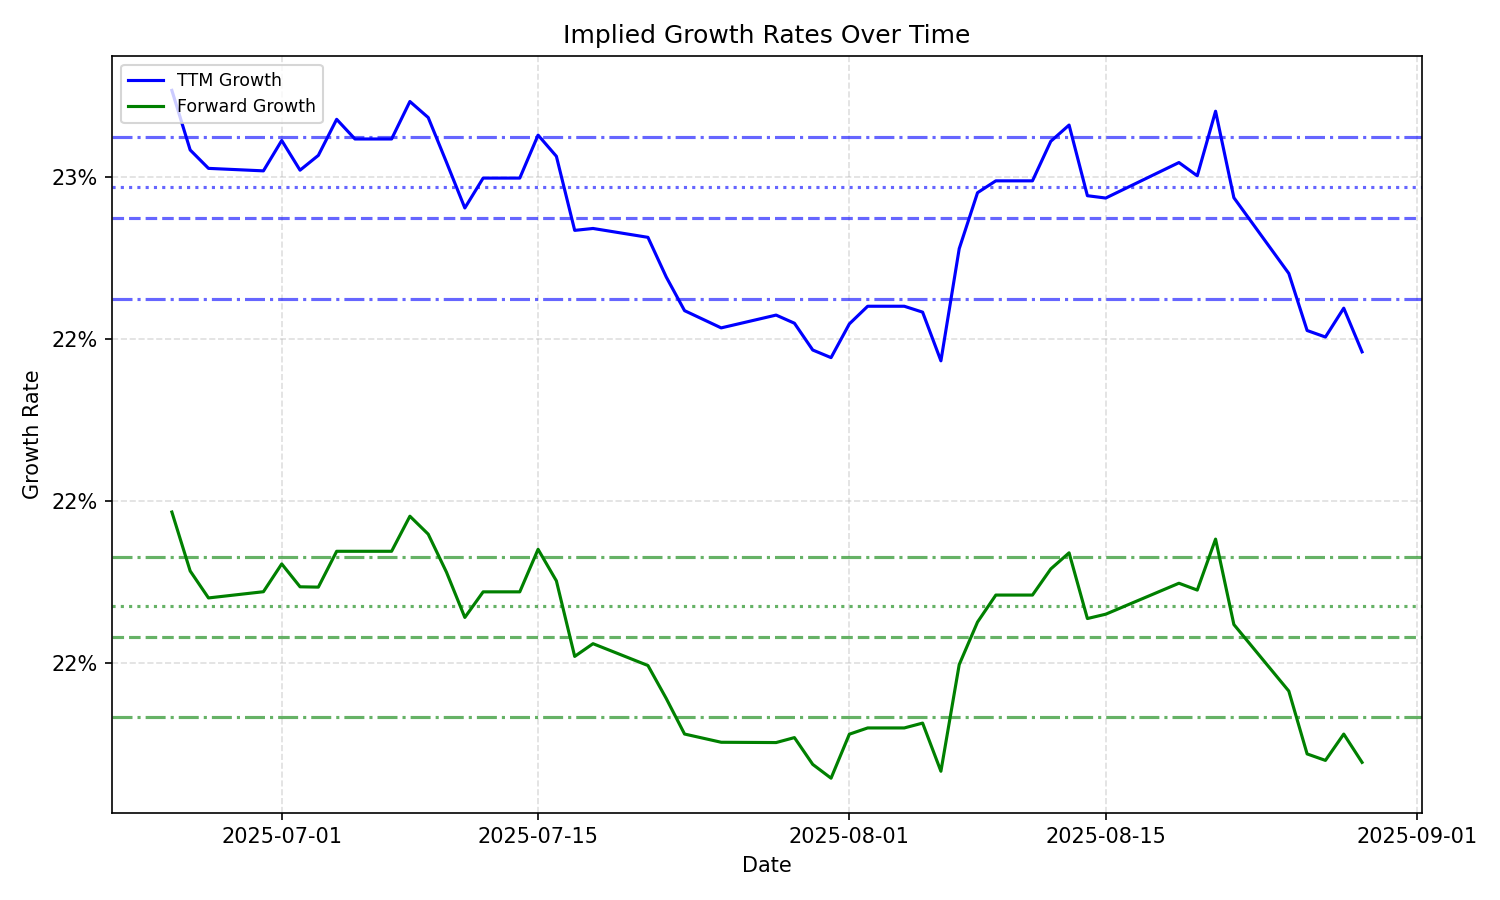 Implied Growth Rates Over Time
TTM Growth
Forward Growth
23%
22%
22%
22%
Growth Rate
2025-07-01
2025-07-15
2025-08-01
2025-08-15
2025-09-01
Date